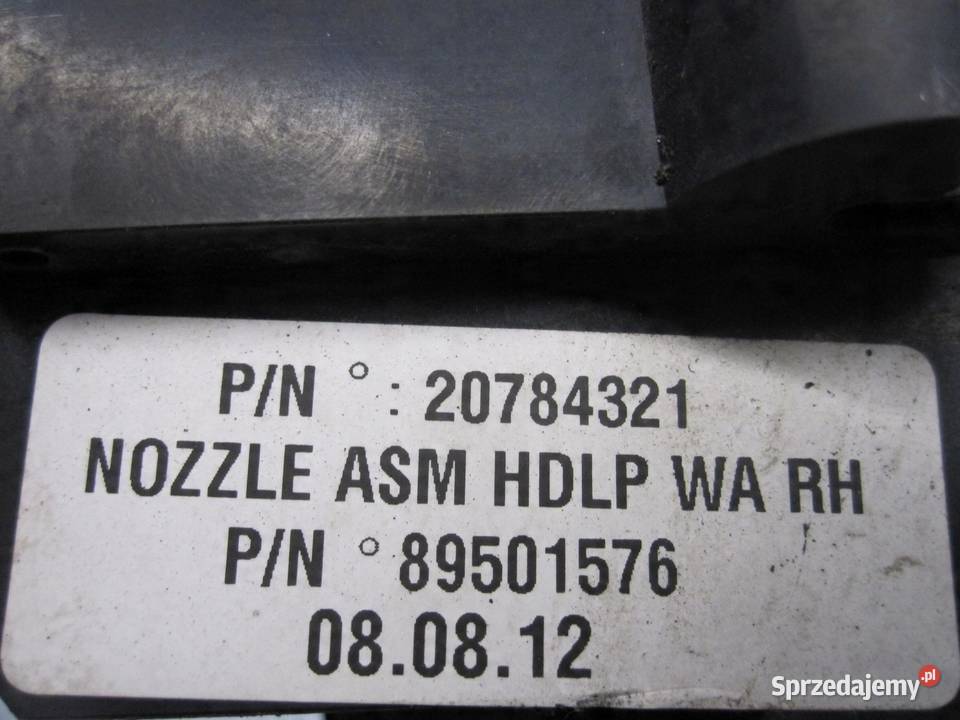 P/N ° : 20784321
NOZZLE ASM HDLP WA RH
P/N ° 89501576
08.08.12
Sprzedajemy.pl